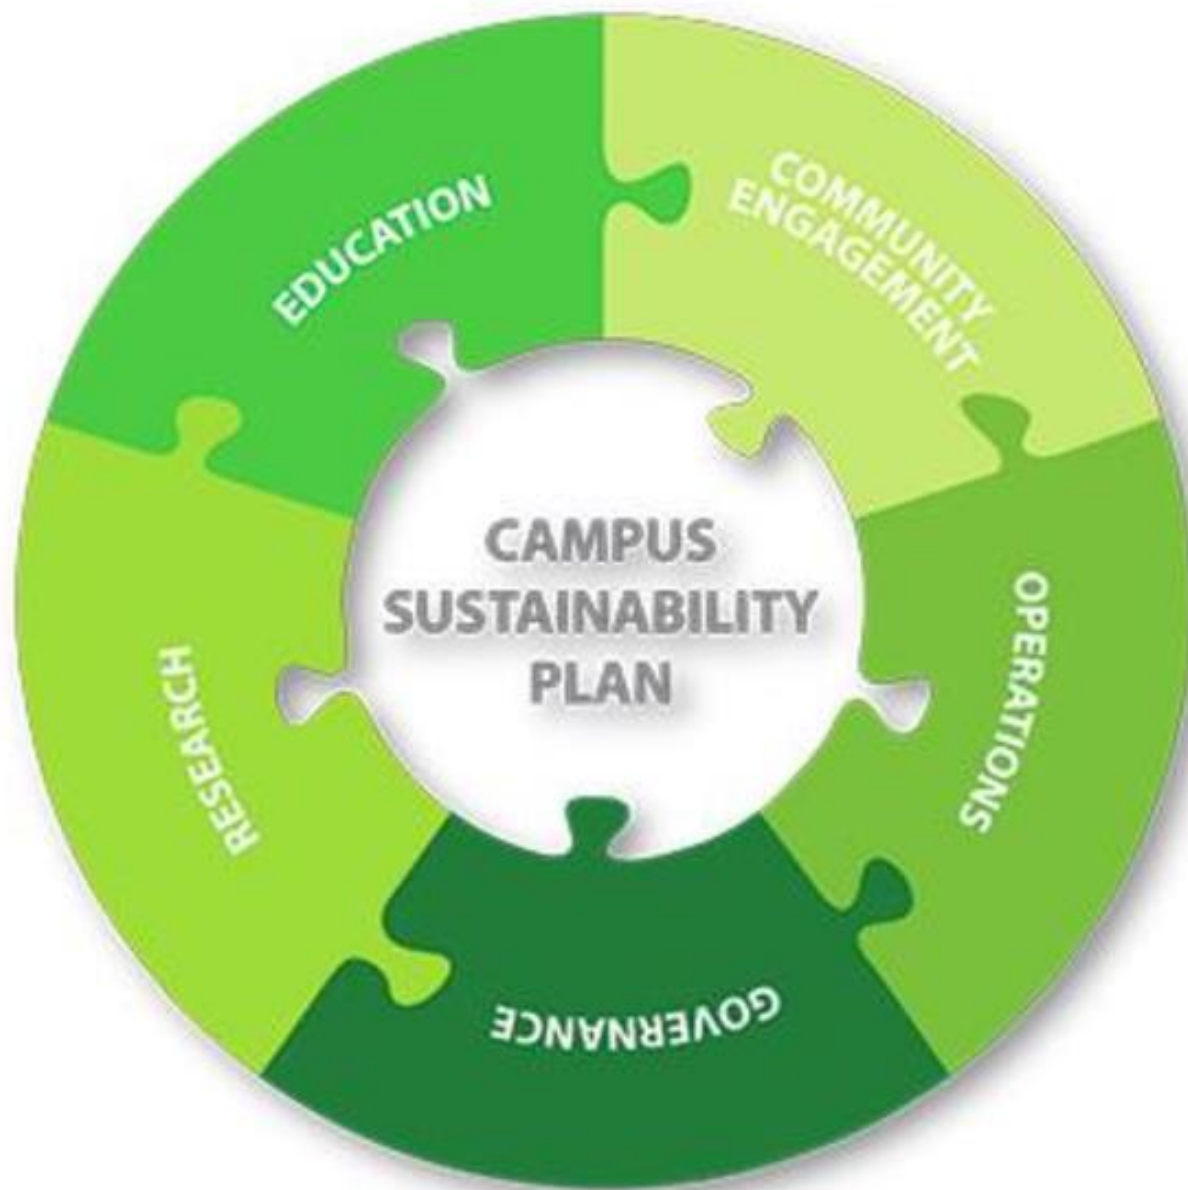 EDUCATION
COMMUNITY
ENGAGEMENT
CAMPUS
SUSTAINABILITY
PLAN
OPERATIONS
RESEARCH
GOVERNANCE